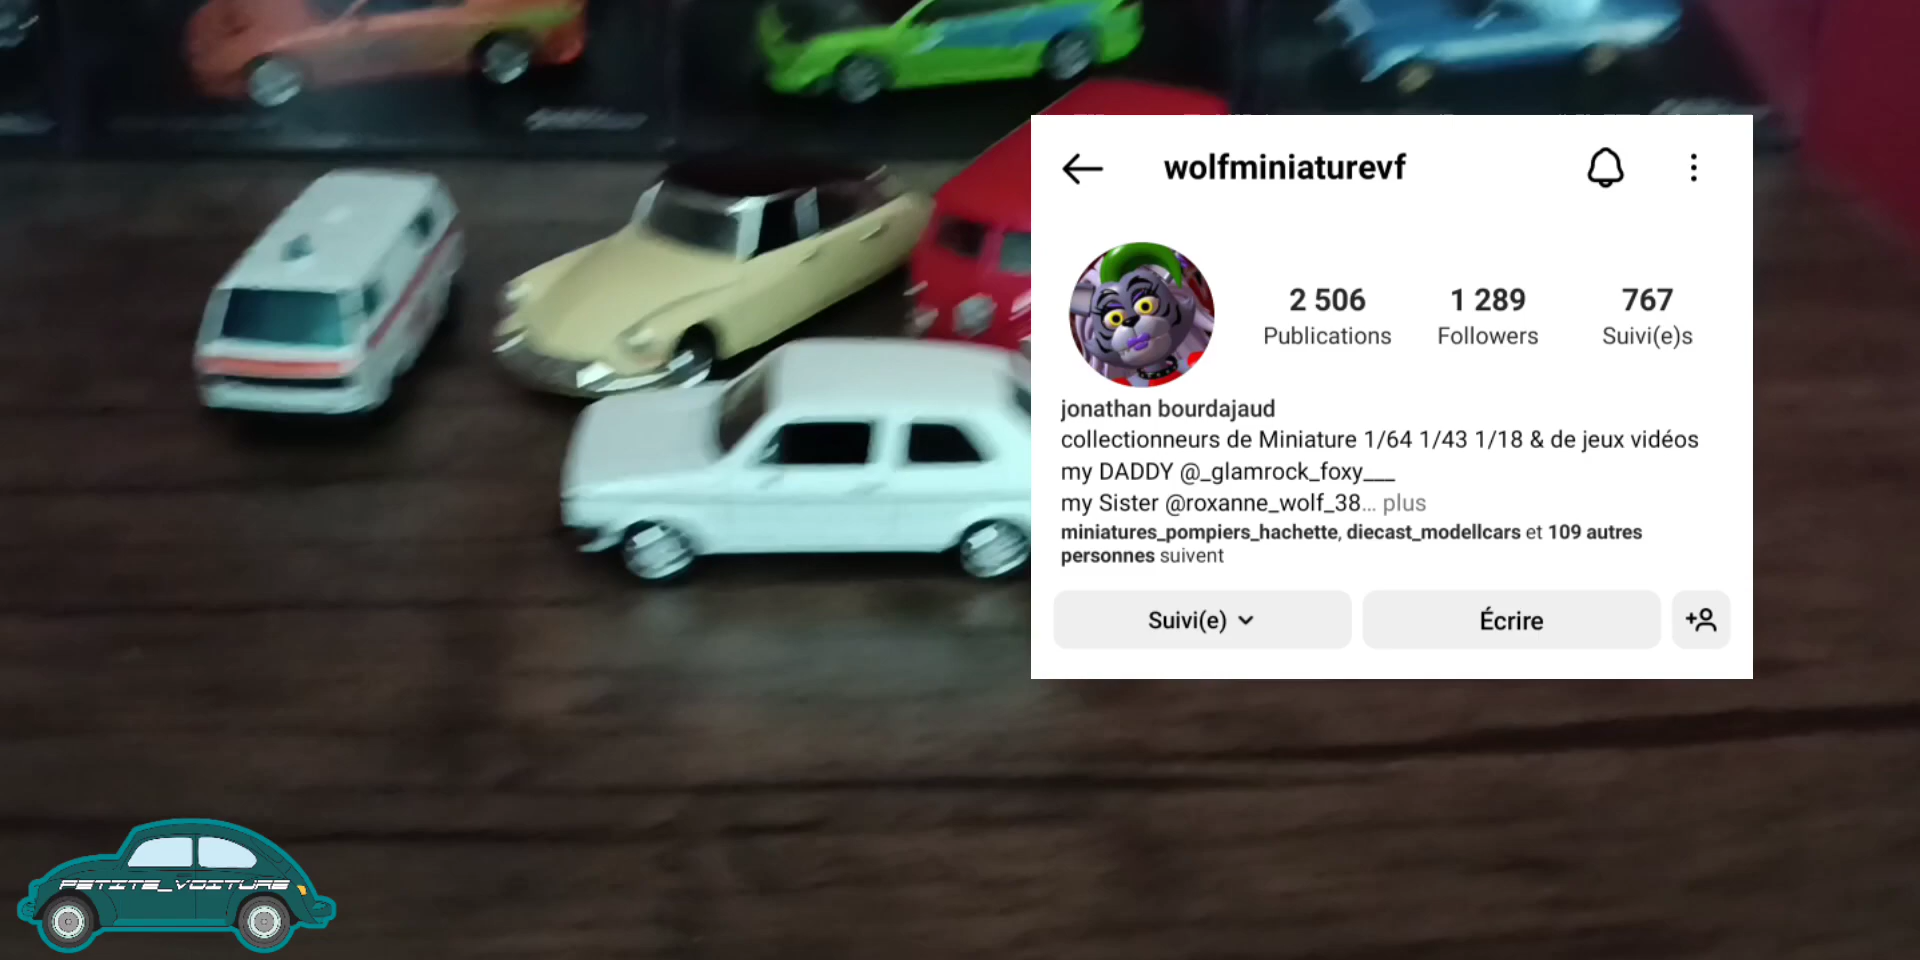 wolfminiaturevf
2 506
1 289
767
Publications
Followers
Suivi(e)s
jonathan bourdajaud
collectionneurs de Miniature 1/64 1/43 1/18 & de jeux vidéos
my DADDY @_glamrock_foxy___
my Sister @roxanne_wolf_38... plus
miniatures_pompiers_hachette, diecast_modellcars et 109 autres
personnes suivent
Suivi(e)
Écrire
PETITE_VOITURE